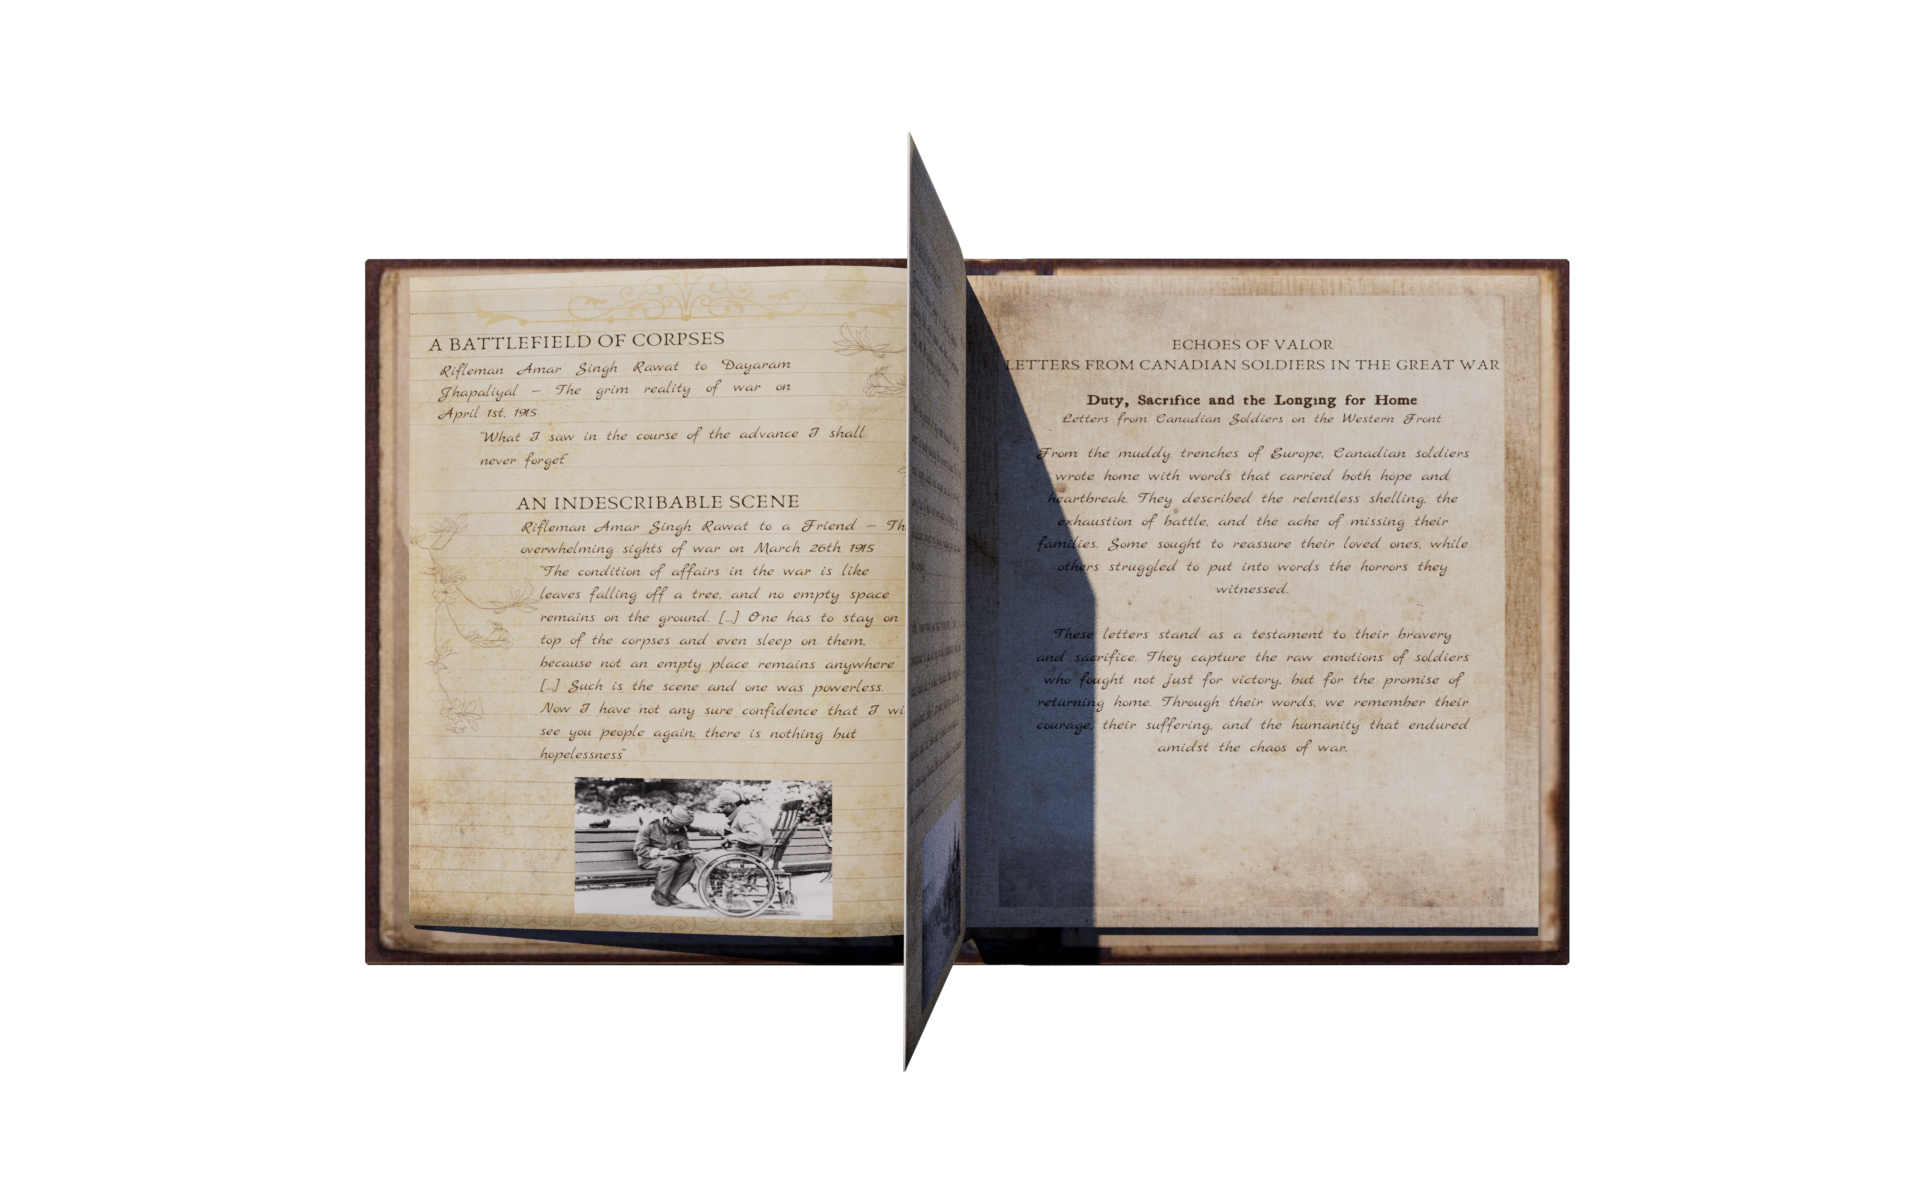 A BATTLEFIELD OF CORPSES
Rifleman Amar Singh Rawat to Dayaram
Jhapaliyal – The grim reality of war on
April 1st, 1915
"What I saw in the course of the advance I shall
never forget"
AN INDESCRIBABLE SCENE
Rifleman Amar Singh Rawat to a Friend –
overwhelming sights of war on March 26th 1915
"The condition of affairs in the war is like
leaves falling off a tree, and no empty space
remains on the ground. [...] One has to stay on
top of the corpses and even sleep on them,
because not an empty place remains anywhere
[...] Such is the scene and one was powerless.
Now I have not any sure confidence that I
see you people again; there is nothing but
hopelessness"
ECHOES OF VALOR
LETTERS FROM CANADIAN SOLDIERS IN THE GREAT WAR
Duty, Sacrifice and the Longing for Home
Letters from Canadian Soldiers on the Western Front
From the muddy trenches of Europe, Canadian soldiers
wrote home with words that carried both hope and
heartbreak. They described the relentless shelling, the
exhaustion of battle, and the ache of missing their
families. Some sought to reassure their loved ones, while
others struggled to put into words the horrors they
witnessed.
These letters stand as a testament to their bravery
and sacrifice. They capture the raw emotions of soldiers
who fought not just for victory, but for the promise of
returning home. Through their words, we remember their
courage, their suffering, and the humanity that endured
amidst the chaos of war.